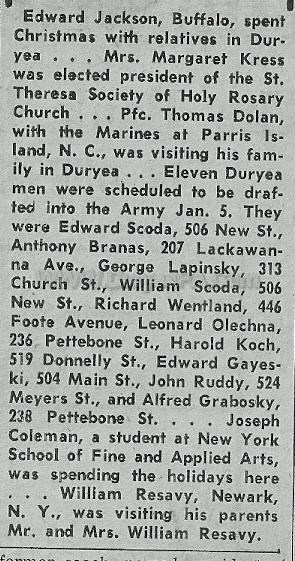 Edward Jackson, Buffalo, spent
Christmas with relatives in Dur-
yea . . . Mrs. Margaret Kress
was elected president of the St.
Theresa Society of Holy Rosary
Church . . . Pfc. Thomas Dolan,
with the Marines at Parris Is-
land, N. C., was visiting his fam-
ily in Duryea . . . Eleven Duryea
men were scheduled to be draf-
ted into the Army Jan. 5. They
were Edward Scoda, 506 New St.,
Anthony Branas, 207 Lackawan-
na Ave., George Lapinsky, 313
Church St., William Scoda, 506
New St., Richard Wentland, 446
Foote Avenue, Leonard Olechna,
236 Pettebone St., Harold Koch,
519 Donnelly St., Edward Gayes-
ki, 504 Main St., John Ruddy, 524
Meyers St., and Alfred Grabosky,
238 Pettebone St. . . . Joseph
Coleman, a student at New York
School of Fine and Applied Arts,
was spending the holidays here
. . . William Resavy, Newark,
N. Y., was visiting his parents
Mr. and Mrs. William Resavy.